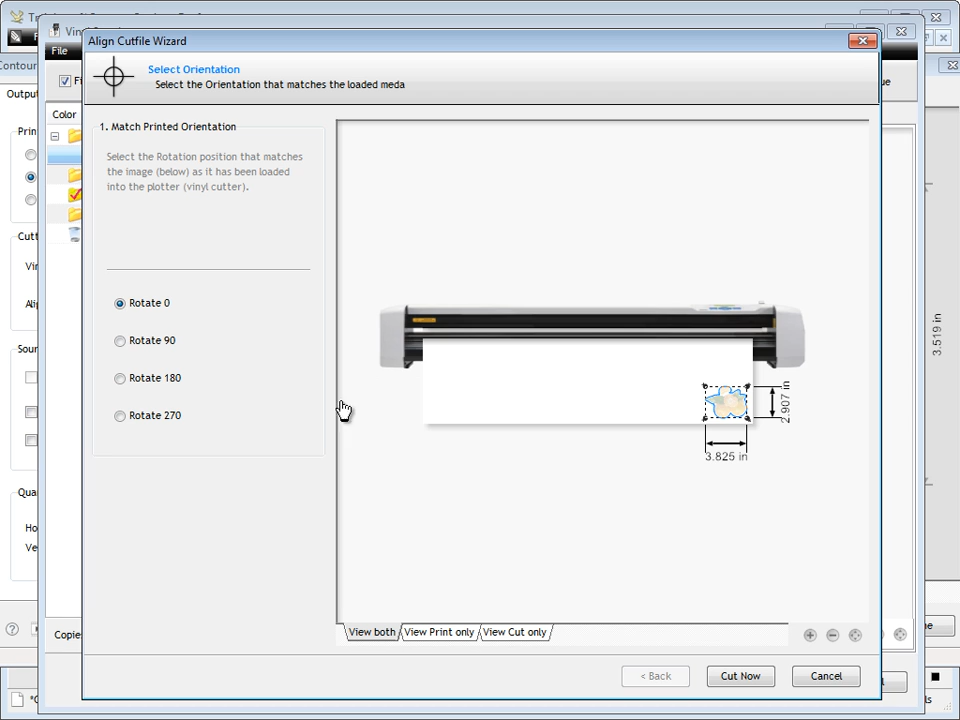 Align Cutfile Wizard
File
Select Orientation
Select the Orientation that matches the loaded meda
Color
1. Match Printed Orientation
Select the Rotation position that matches
the image (below) as it has been loaded
into the plotter (vinyl cutter).
Rotate 0
Rotate 90
Rotate 180
Rotate 270
2.907 in
3.825 in
3.519 in
View both
View Print only
View Cut only
< Back
Cut Now
Cancel